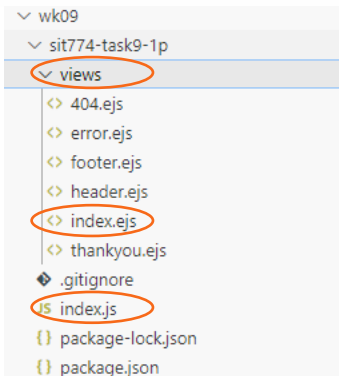 wk09
sit774-task9-1p
views
404.ejs
error.ejs
footer.ejs
header.ejs
index.ejs
thankyou.ejs
.gitignore
JS index.js
{} package-lock.json
{} package.json